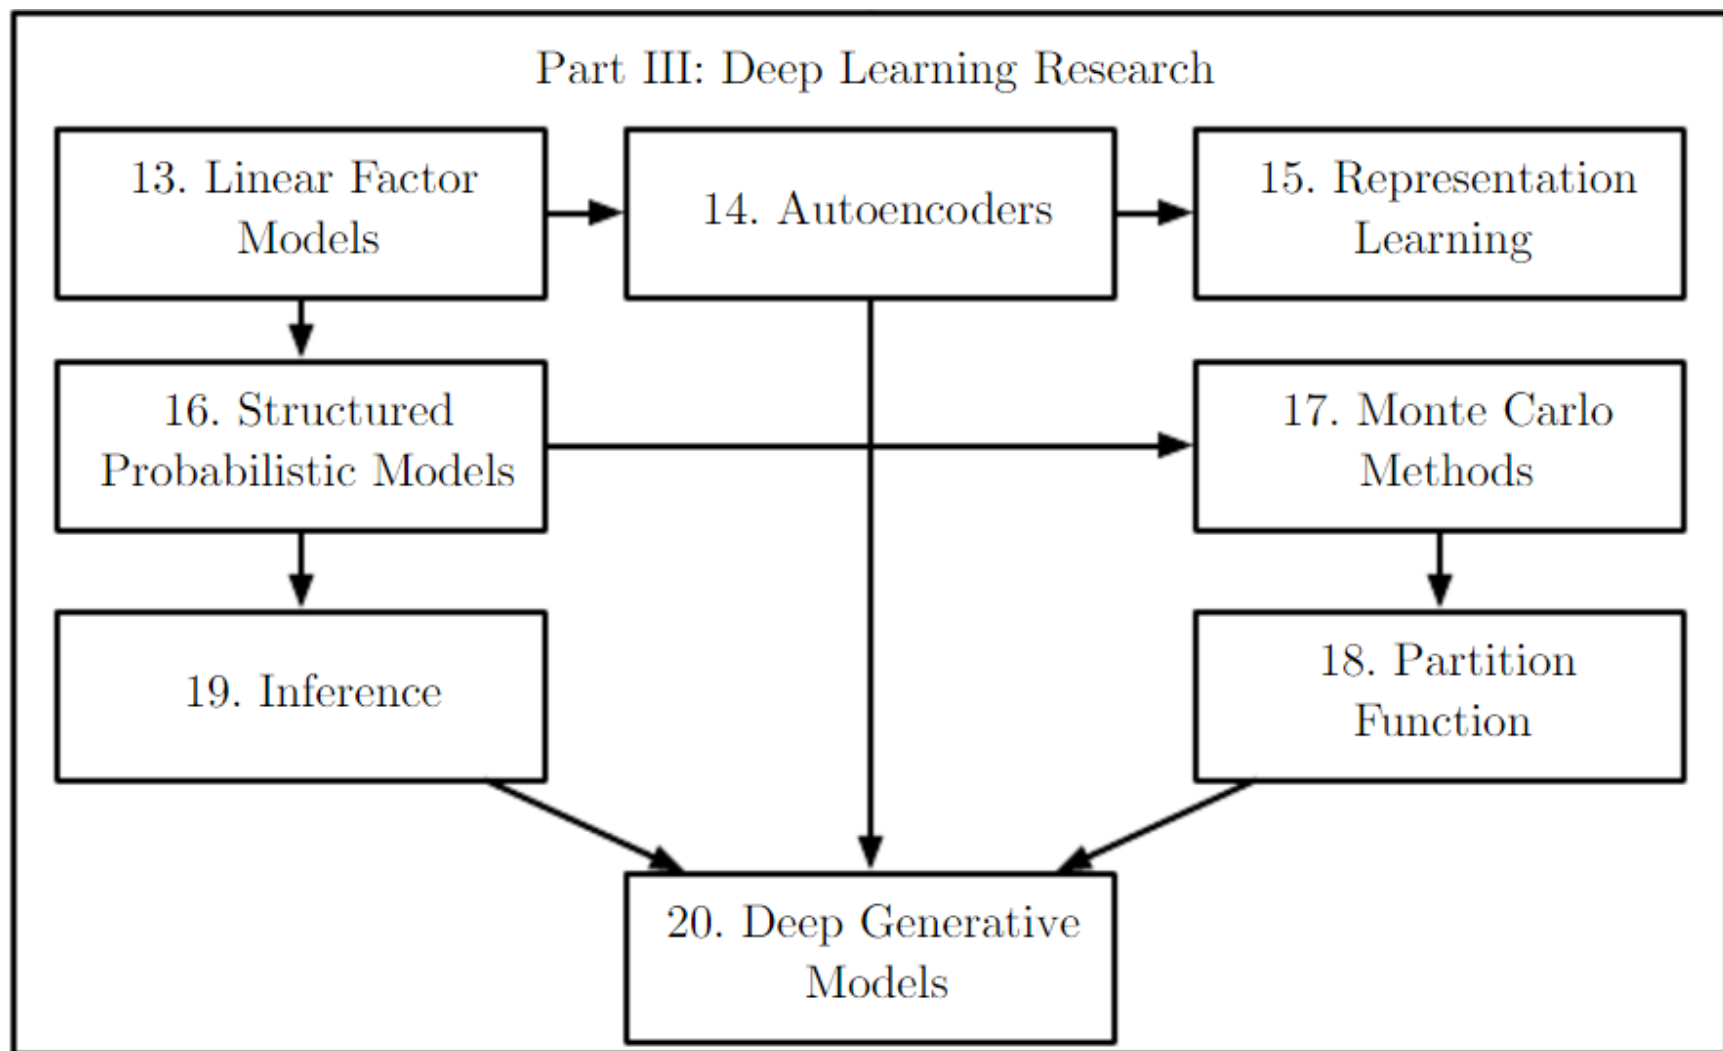 Part III: Deep Learning Research
13. Linear Factor
Models
14. Autoencoders
15. Representation
Learning
16. Structured
Probabilistic Models
17. Monte Carlo
Methods
19. Inference
18. Partition
Function
20. Deep Generative
Models